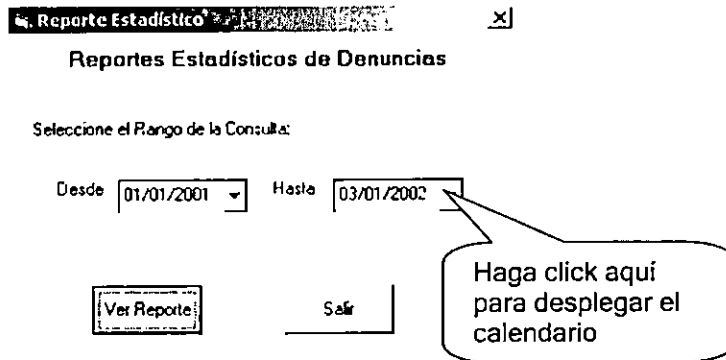 Reporte Estadístico
Reportes Estadísticos de Denuncias
Seleccione el Rango de la Consulta:
Desde 01/01/2001 Hasta 03/01/2002
Haga click aquí
para desplegar el
calendario
Ver Reporte Salir